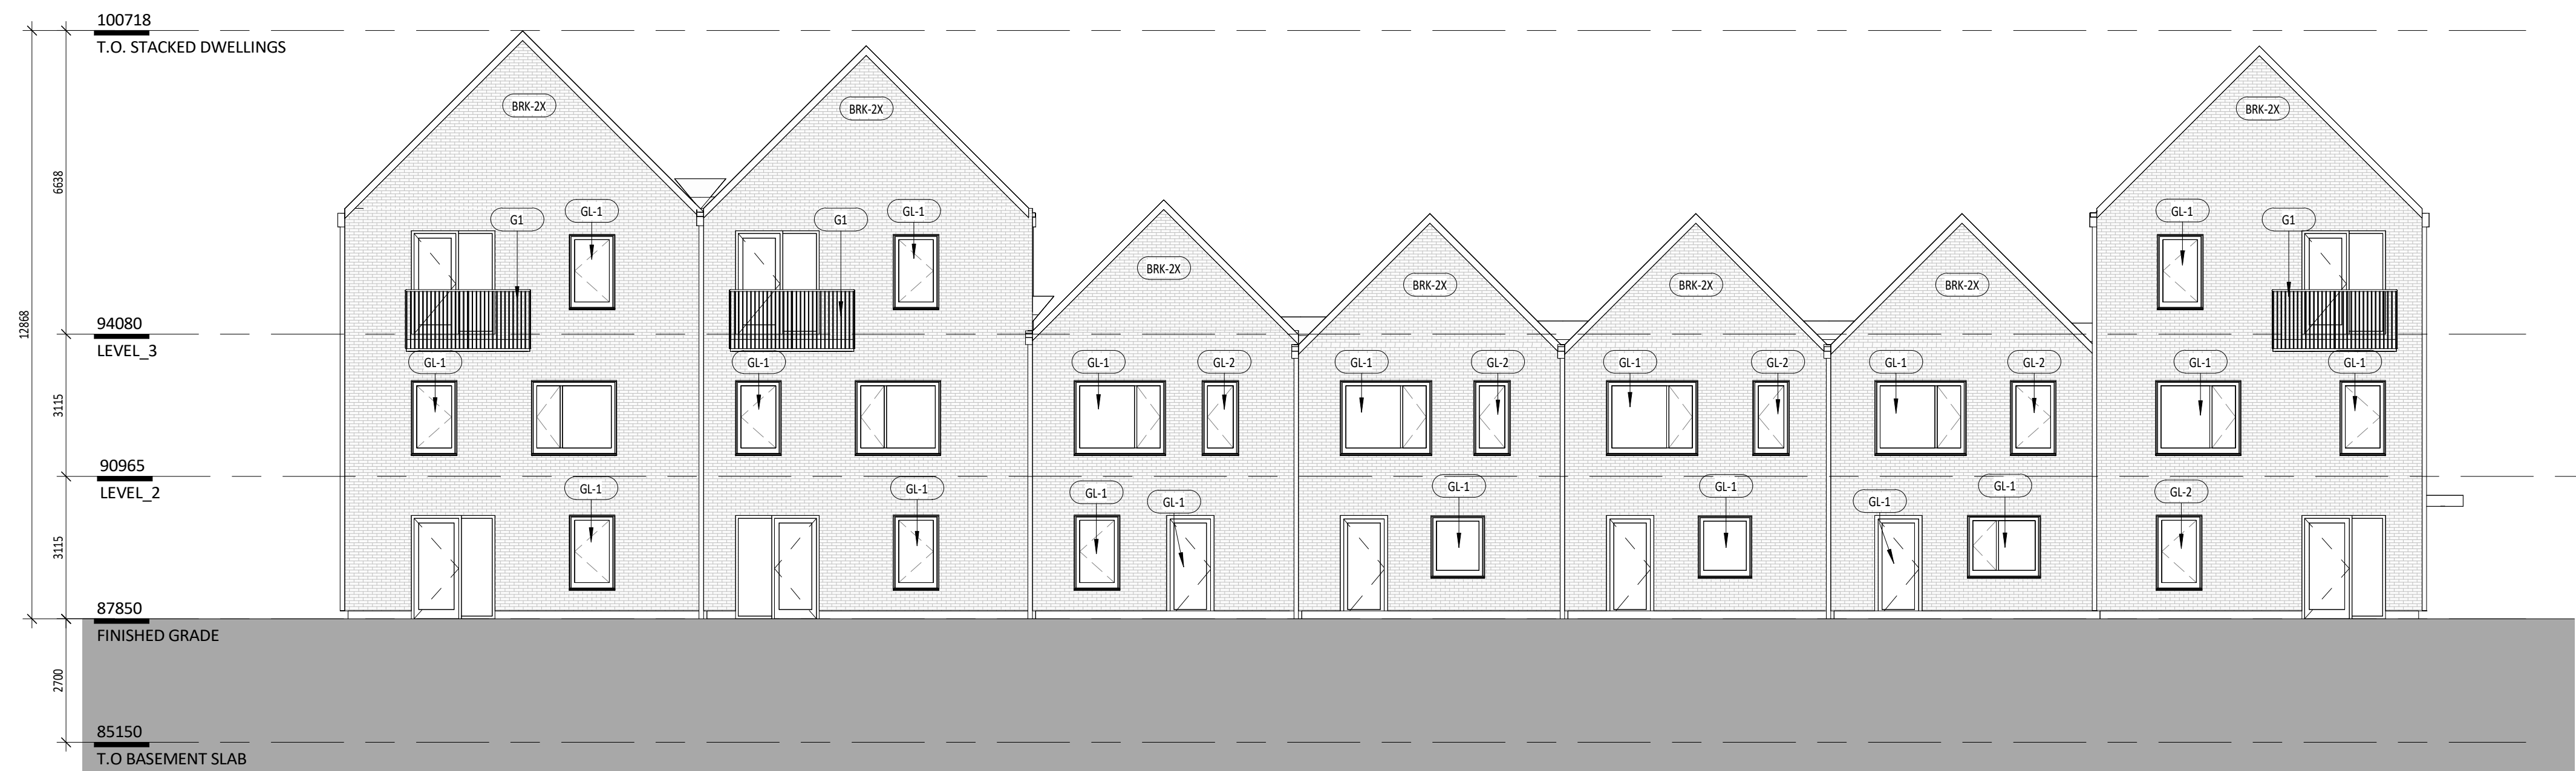 100718
T.O. STACKED DWELLINGS
BRK-2X
BRK-2X
BRK-2X
6638
G1
GL-1
G1
GL-1
GL-1
G1
BRK-2X
BRK-2X
BRK-2X
BRK-2X
12868
94080
LEVEL_3
GL-1
GL-1
GL-1
GL-2
GL-1
GL-2
GL-1
GL-2
GL-1
GL-2
GL-1
GL-1
3115
90965
LEVEL_2
GL-1
GL-1
GL-1
GL-1
GL-1
GL-1
GL-1
GL-1
GL-2
3115
87850
FINISHED GRADE
2700
85150
T.O BASEMENT SLAB